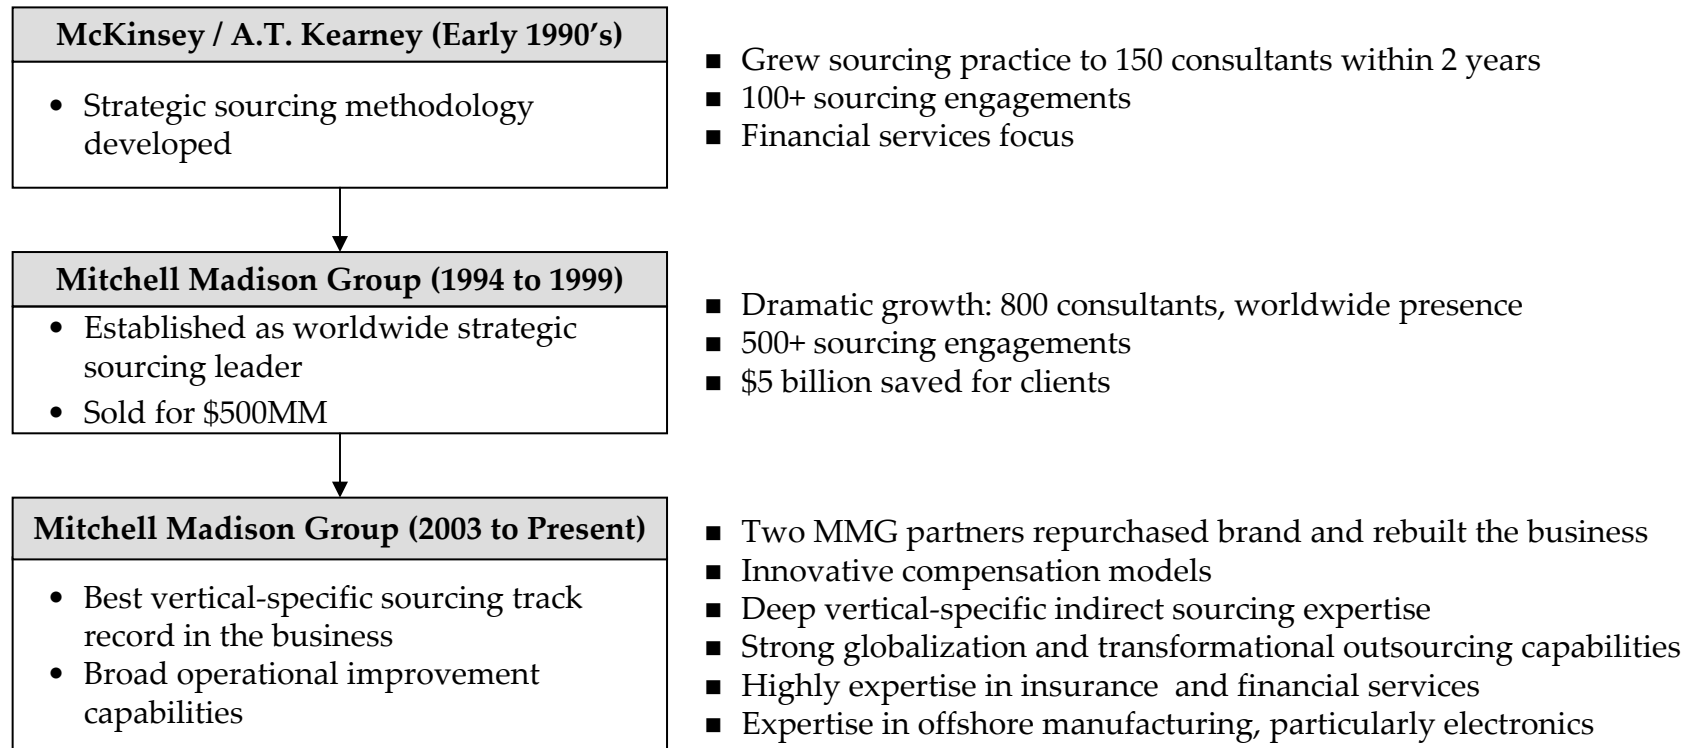 McKinsey / A.T. Kearney (Early 1990’s)
• Strategic sourcing methodology
developed
■ Grew sourcing practice to 150 consultants within 2 years
■ 100+ sourcing engagements
■ Financial services focus
Mitchell Madison Group (1994 to 1999)
• Established as worldwide strategic
sourcing leader
• Sold for $500MM
■ Dramatic growth: 800 consultants, worldwide presence
■ 500+ sourcing engagements
■ $5 billion saved for clients
Mitchell Madison Group (2003 to Present)
• Best vertical-specific sourcing track
record in the business
• Broad operational improvement
capabilities
■ Two MMG partners repurchased brand and rebuilt the business
■ Innovative compensation models
■ Deep vertical-specific indirect sourcing expertise
■ Strong globalization and transformational outsourcing capabilities
■ Highly expertise in insurance  and financial services
■ Expertise in offshore manufacturing, particularly electronics